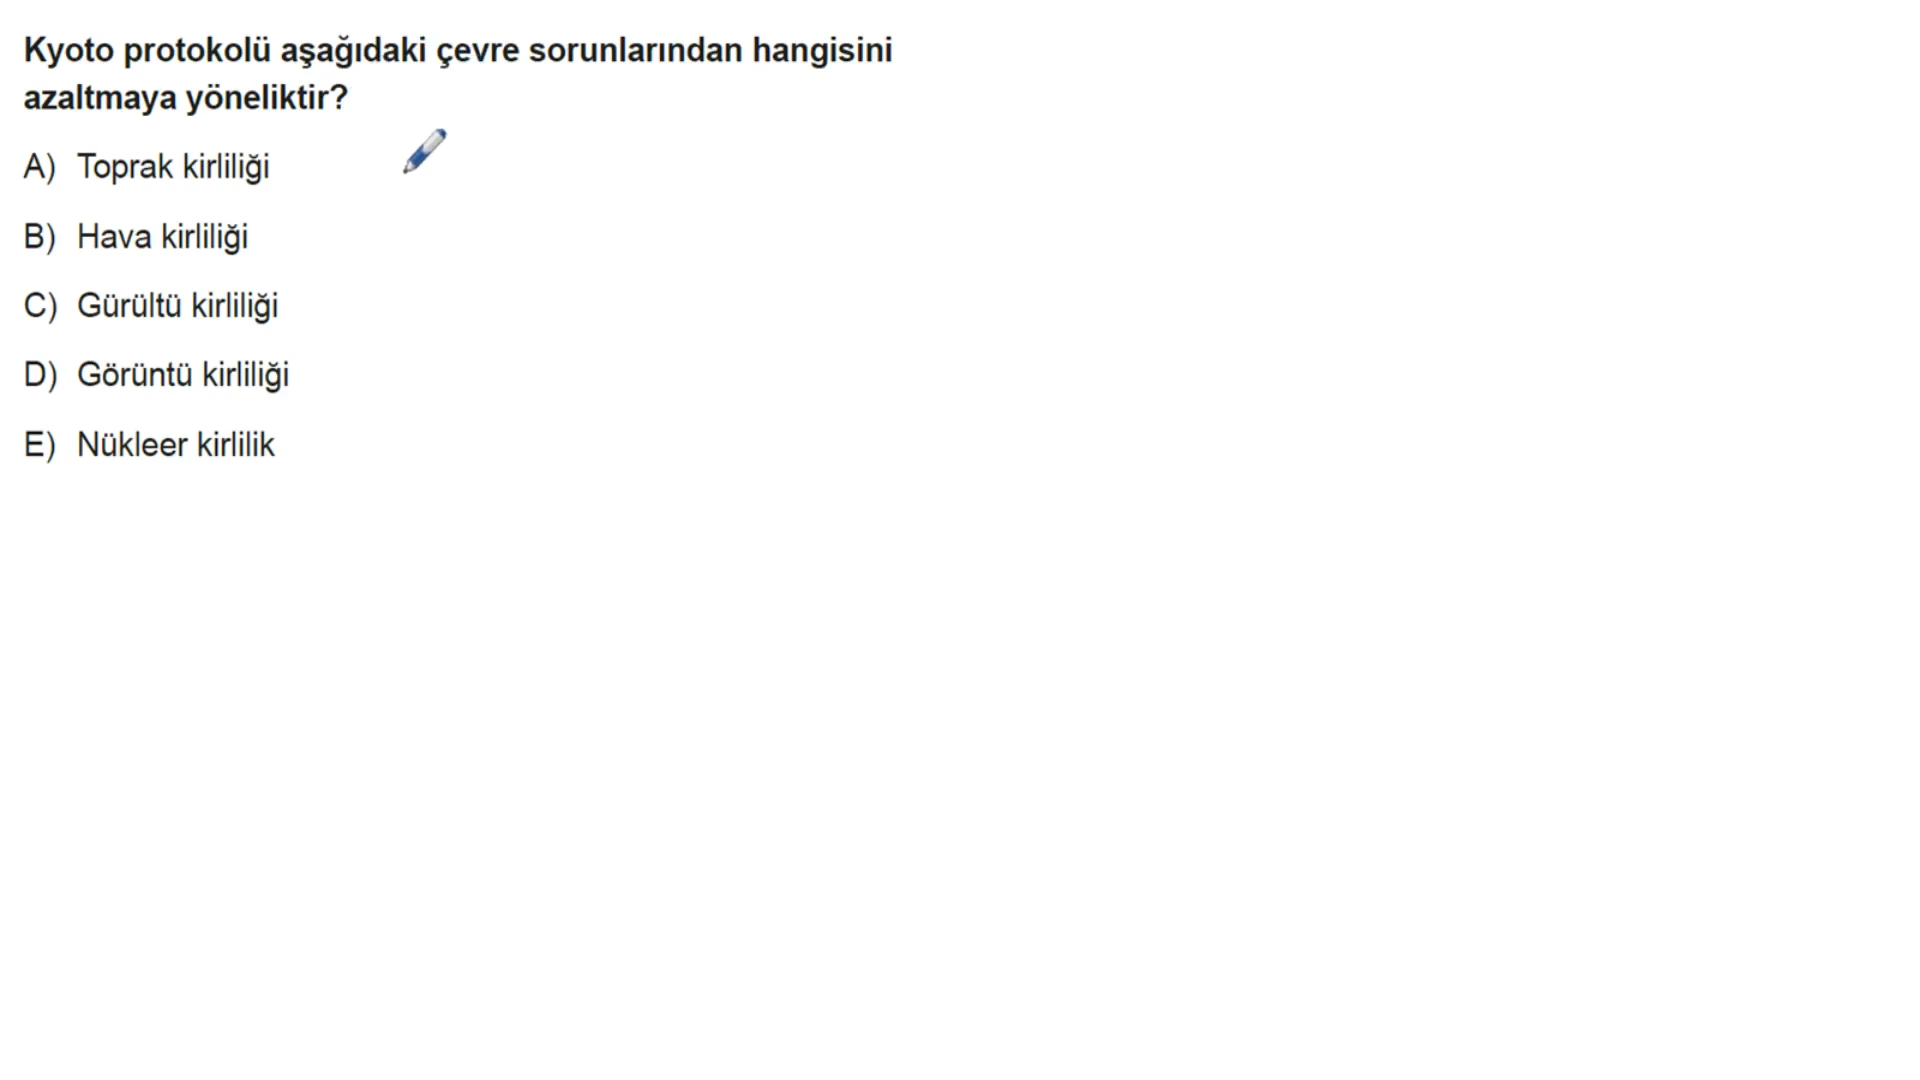 Kyoto protokolü aşağıdaki çevre sorunlarından hangisini
azaltmaya yöneliktir?
A) Toprak kirliliği
B) Hava kirliliği
C) Gürültü kirliliği
D) Görüntü kirliliği
E) Nükleer kirlilik